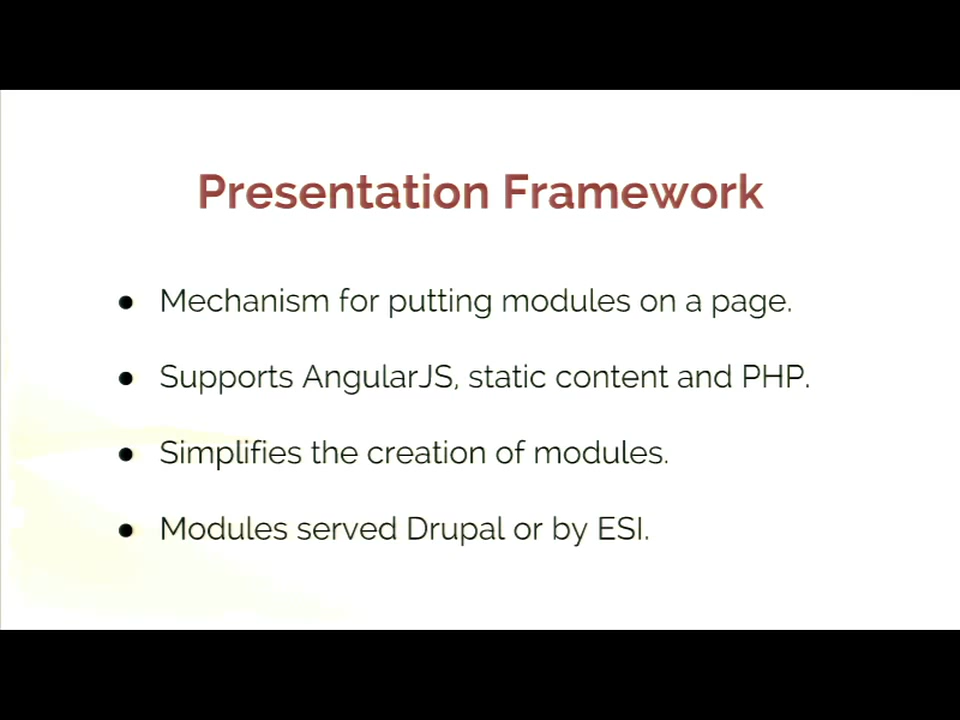 Presentation Framework
● Mechanism for putting modules on a page.
● Supports AngularJS, static content and PHP.
● Simplifies the creation of modules.
● Modules served Drupal or by ESI.